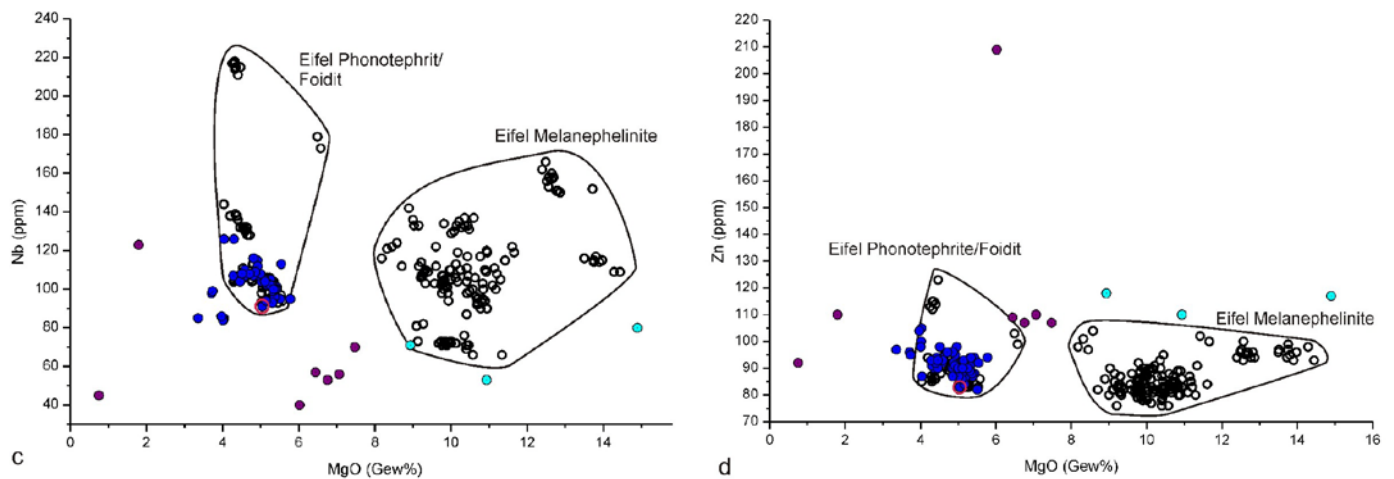 240
220
200
180
160
140
120
100
80
60
40
Nb (ppm)
Eifel Phonotephrit/
Foidit
Eifel Melanephelinite
0 2 4 6 8 10 12 14
MgO (Gew%)
c
220
210
200
190
180
170
160
150
140
130
120
110
100
90
80
70
Zn (ppm)
Eifel Phonotephrite/Foidit
Eifel Melanephelinite
0 2 4 6 8 10 12 14 16
MgO (Gew%)
d